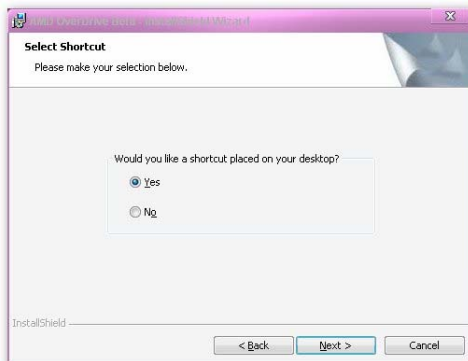 AMD OverDrive Beta - InstallShield Wizard
Select Shortcut
Please make your selection below.
Would you like a shortcut placed on your desktop?
Yes
No
InstallShield
< Back Next > Cancel